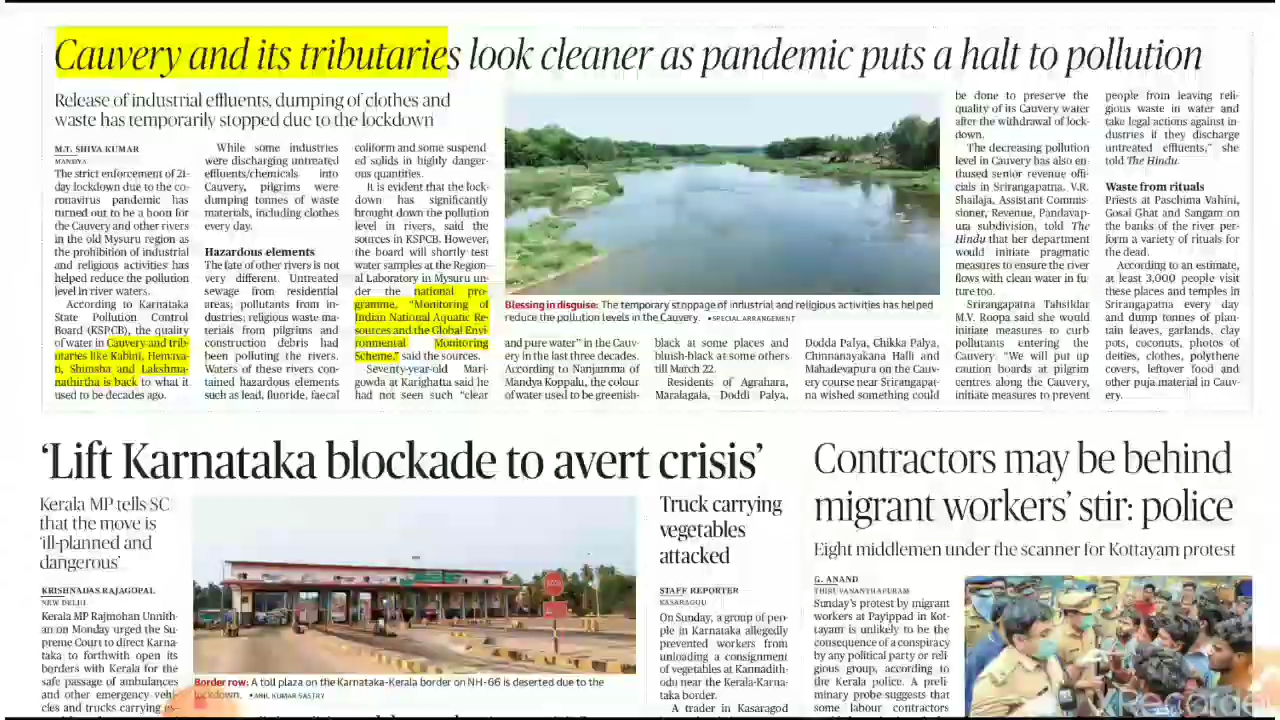 Cauvery and its tributaries look cleaner as pandemic puts a halt to pollution
Release of industrial effluents, dumping of clothes and
waste has temporarily stopped due to the lockdown
M.T. SHIVA KUMAR
MANDYA
The strict enforcement of 21-
day lockdown due to the co-
ronavirus pandemic has
turned out to be a boon for
the Cauvery and other rivers
in the old Mysuru region as
the prohibition of industrial
and religious activities has
helped reduce the pollution
level in river waters.
According to Karnataka
State Pollution Control
Board (KSPCB), the quality
of water in Cauvery and trib-
utaries like Kabini, Hemava-
ti, Shimsha and Lakshma-
nathirtha is back to what it
used to be decades ago.
While some industries
were discharging untreated
effluents/chemicals into
Cauvery, pilgrims were
dumping tonnes of waste
materials, including clothes
every day.
Hazardous elements
The fate of other rivers is not
very different. Untreated
sewage from residential
areas, pollutants from in-
dustries, religious waste ma-
terials from pilgrims and
construction debris had
been polluting the rivers.
Waters of these rivers con-
tained hazardous elements
such as lead, fluoride, faecal
coliform and some suspend-
ed solids in highly danger-
ous quantities.
It is evident that the lock-
down has significantly
brought down the pollution
level in rivers, said the
sources in KSPCB. However,
the board will shortly test
water samples at the Region-
al Laboratory in Mysuru un-
der the national pro-
gramme, "Monitoring of
Indian National Aquatic Re-
sources and the Global Envi-
ronmental Monitoring
Scheme," said the sources.
Seventy-year-old Mari-
gowda at Karighatta said he
had not seen such "clear
Blessing in disguise: The temporary stoppage of industrial and religious activities has helped
reduce the pollution levels in the Cauvery. •SPECIAL ARRANGEMENT
and pure water" in the Cauv-
ery in the last three decades.
According to Nanjamma of
Mandya Koppalu, the colour
of water used to be greenish-
black at some places and
bluish-black at some others
till March 22.
Residents of Agrahara,
Maralagala, Doddi Palya,
Dodda Palya, Chikka Palya,
Chinnanayakana Halli and
Mahadevapura on the Cauv-
ery course near Srirangapat-
na wished something could
be done to preserve the
quality of its Cauvery water
after the withdrawal of lock-
down.
The decreasing pollution
level in Cauvery has also en-
thused senior revenue offi-
cials in Srirangapatna. V.R.
Shailaja, Assistant Commis-
sioner, Revenue, Pandavap-
ura subdivision, told The
Hindu that her department
would initiate pragmatic
measures to ensure the river
flows with clean water in fu-
ture too.
Srirangapatna Tahsildar
M.V. Roopa said she would
initiate measures to curb
pollutants entering the
Cauvery. "We will put up
caution boards at pilgrim
centres along the Cauvery,
initiate measures to prevent
people from leaving reli-
gious waste in water and
take legal actions against in-
dustries if they discharge
untreated effluents," she
told The Hindu.
Waste from rituals
Priests at Paschima Vahini,
Gosai Ghat and Sangam on
the banks of the river per-
form a variety of rituals for
the dead.
According to an estimate,
at least 3,000 people visit
these places and temples in
Srirangapatna every day
and dump tonnes of plan-
tain leaves, garlands, clay
pots, coconuts, photos of
deities, clothes, polythene
covers, leftover food and
other puja material in Cauv-
ery.
'Lift Karnataka blockade to avert crisis'
Kerala MP tells SC
that the move is
'ill-planned and
dangerous'
KRISHNADAS RAJAGOPAL
NEW DELHI
Kerala MP Rajmohan Unnith-
an on Monday urged the Su-
preme Court to direct Karna-
taka to forthwith open its
borders with Kerala for the
safe passage of ambulances
and other emergency vehi-
cles and trucks carrying es-
Border row: A toll plaza on the Karnataka-Kerala border on NH-66 is deserted due to the
lockdown. •ANIL KUMAR SASTRY
Truck carrying
vegetables
attacked
STAFF REPORTER
KASARAGOD
On Sunday, a group of peo-
ple in Karnataka allegedly
prevented workers from
unloading a consignment
of vegetables at Kannadith-
odu near the Kerala-Karna-
taka border.
A trader in Kasaragod
Contractors may be behind
migrant workers' stir: police
Eight middlemen under the scanner for Kottayam protest
G. ANAND
THIRUVANANTHAPURAM
Sunday's protest by migrant
workers at Payippad in Kot-
tayam is unlikely to be the
consequence of a conspiracy
by any political party or reli-
gious group, according to
the Kerala police. A preli-
minary probe suggests that
some labour contractors
XRecorder